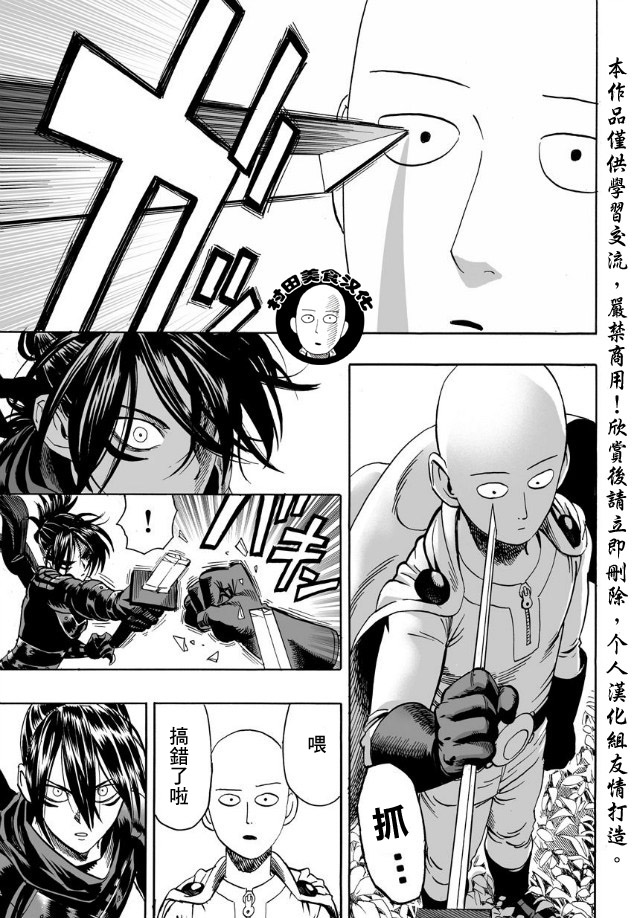 本作品僅供學習交流，嚴禁商用！欣賞後請立即刪除，个人漢化組友情打造。
ガガッ
村田美食汉化
抓…
！
バキン
喂
搞錯了啦